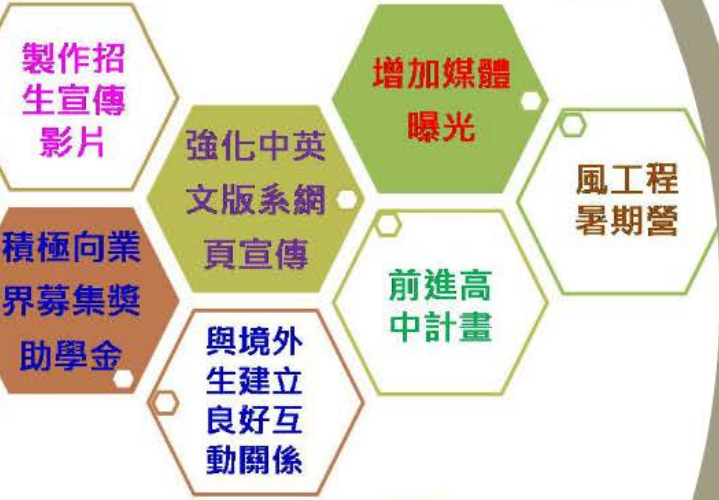 製作招
生宣傳
影片
增加媒體
曝光
強化中英
文版系網
頁宣傳
風工程
暑期營
積極向業
界募集獎
助學金
前進高
中計畫
與境外
生建立
良好互
動關係